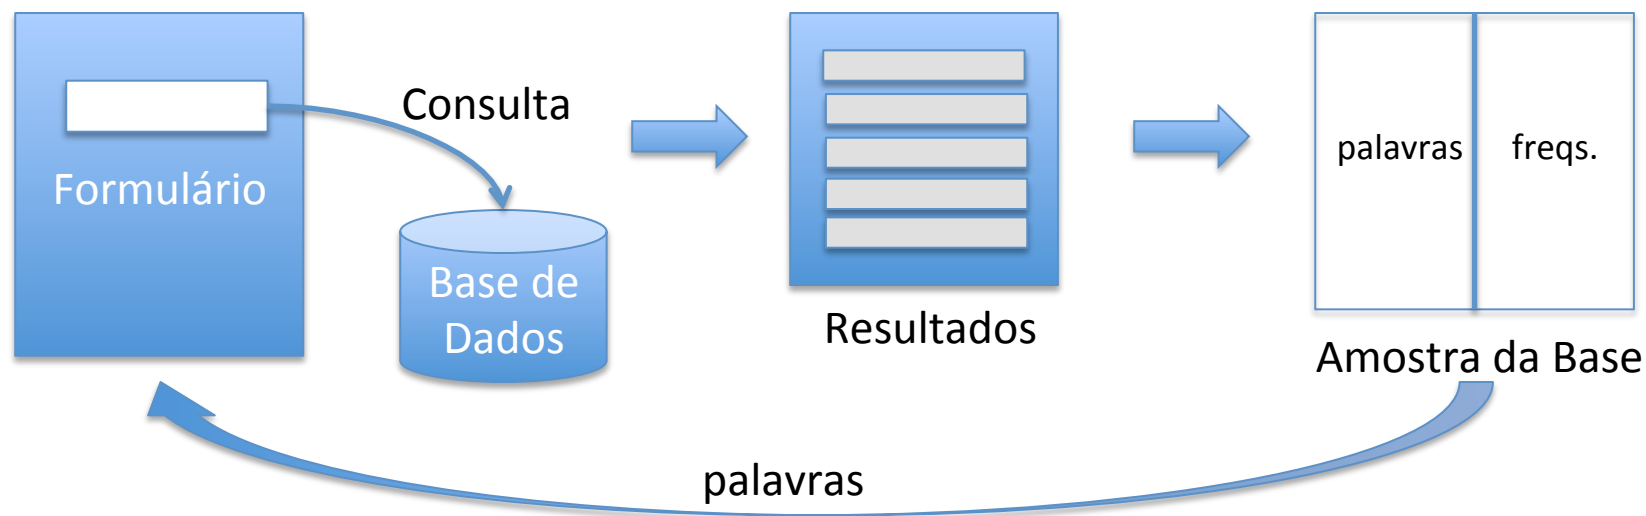 Formulário
Consulta
Base de
Dados
Resultados
palavras
freqs.
Amostra da Base
palavras